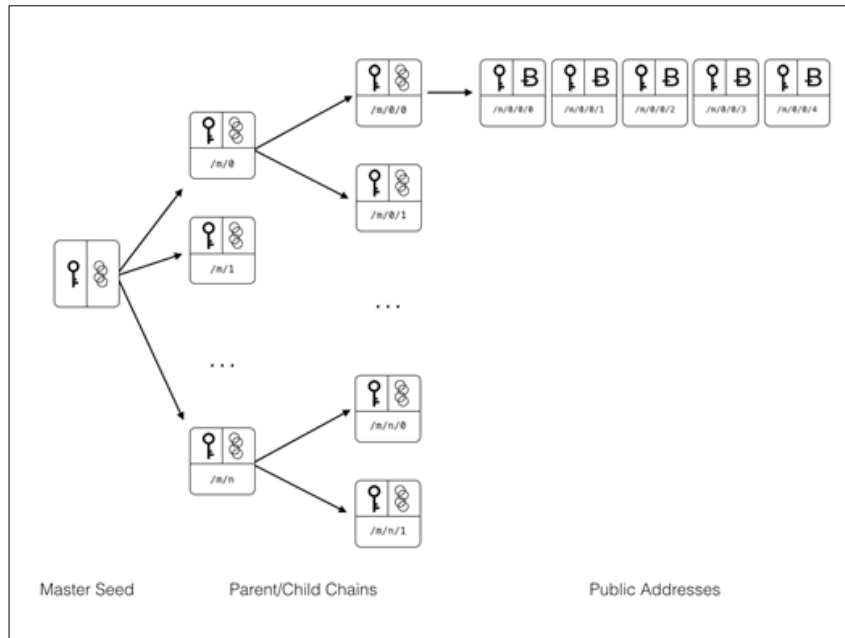 /m/0/0
/m/0/0/0
/m/0/0/1
/m/0/0/2
/m/0/0/3
/m/0/0/4
/m/0
/m/0/1
/m/1
...
...
/m/n/0
/m/n
/m/n/1
Master Seed
Parent/Child Chains
Public Addresses